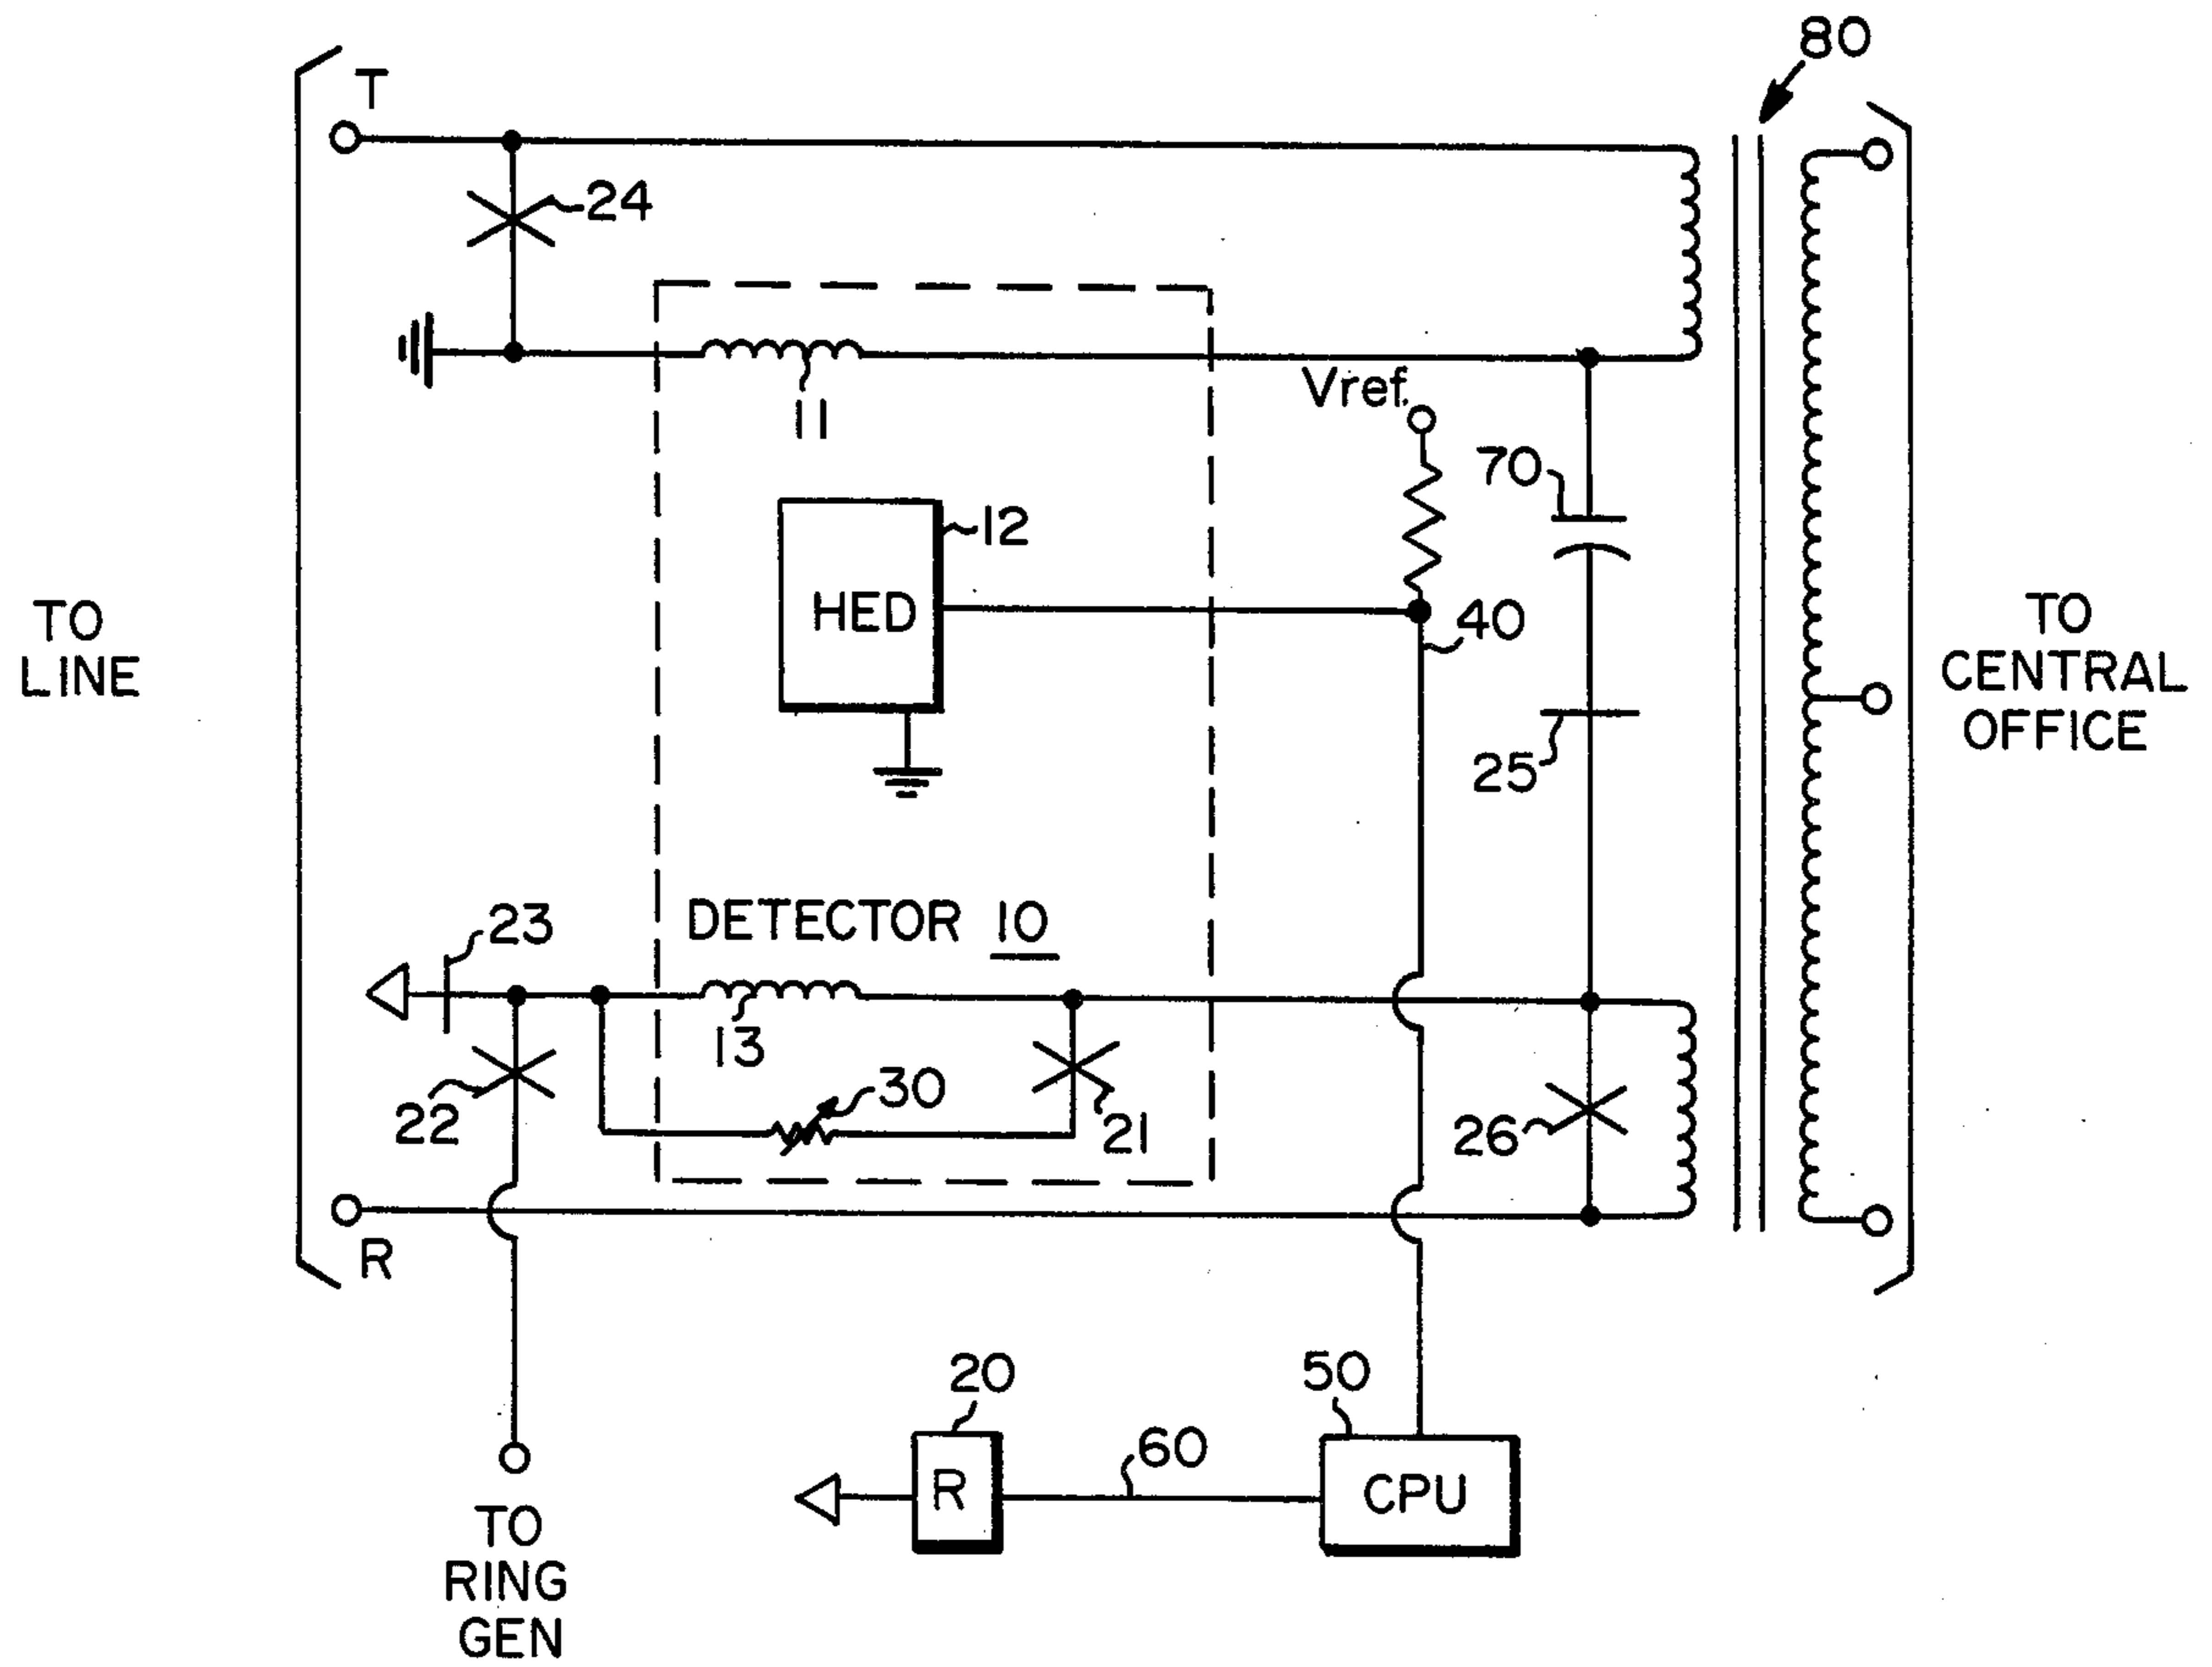 80
T
24
11
Vref.
70
12
HED
40
TO
LINE
TO
CENTRAL
OFFICE
25
23
DETECTOR 10
13
30
22
21
26
R
20
50
60
R
CPU
TO
RING
GEN